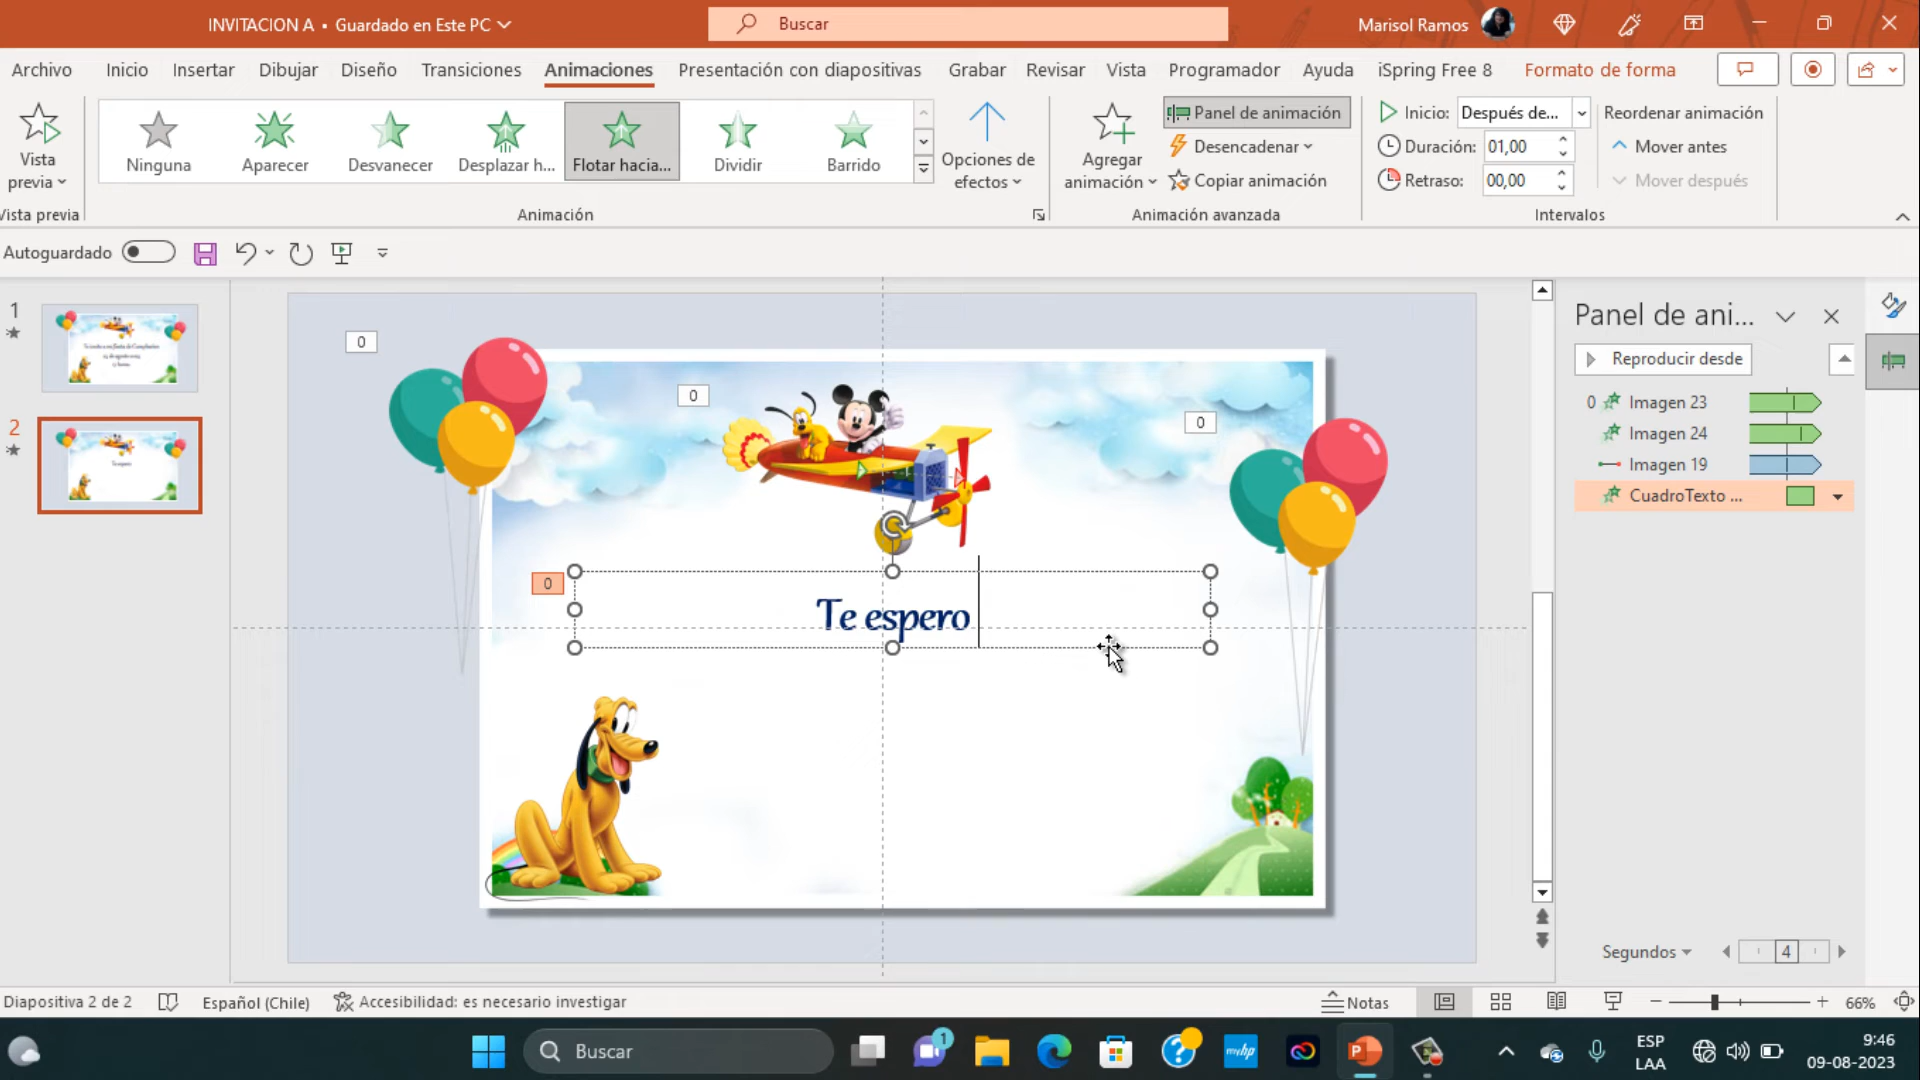 INVITACION A • Guardado en Este PC
Buscar
Marisol Ramos
Archivo Inicio Insertar Dibujar Diseño Transiciones Animaciones Presentación con diapositivas Grabar Revisar Vista Programador Ayuda iSpring Free 8 Formato de forma
Vista
previa
Vista previa
Ninguna Aparecer Desvanecer Desplazar h... Flotar hacia... Dividir Barrido
Animación
Opciones de
efectos
Agregar
animación
Panel de animación
Desencadenar
Copiar animación
Animación avanzada
Inicio: Después de...
Duración: 01,00
Retraso: 00,00
Reordenar animación
Mover antes
Mover después
Intervalos
Autoguardado
1
2
0
0
0
0
Te espero
Panel de ani...
Reproducir desde
0 Imagen 23
Imagen 24
Imagen 19
CuadroTexto ...
Segundos 4
Diapositiva 2 de 2 Español (Chile) Accesibilidad: es necesario investigar Notas 66%
Buscar
1
myhp
ESP
LAA
9:46
09-08-2023